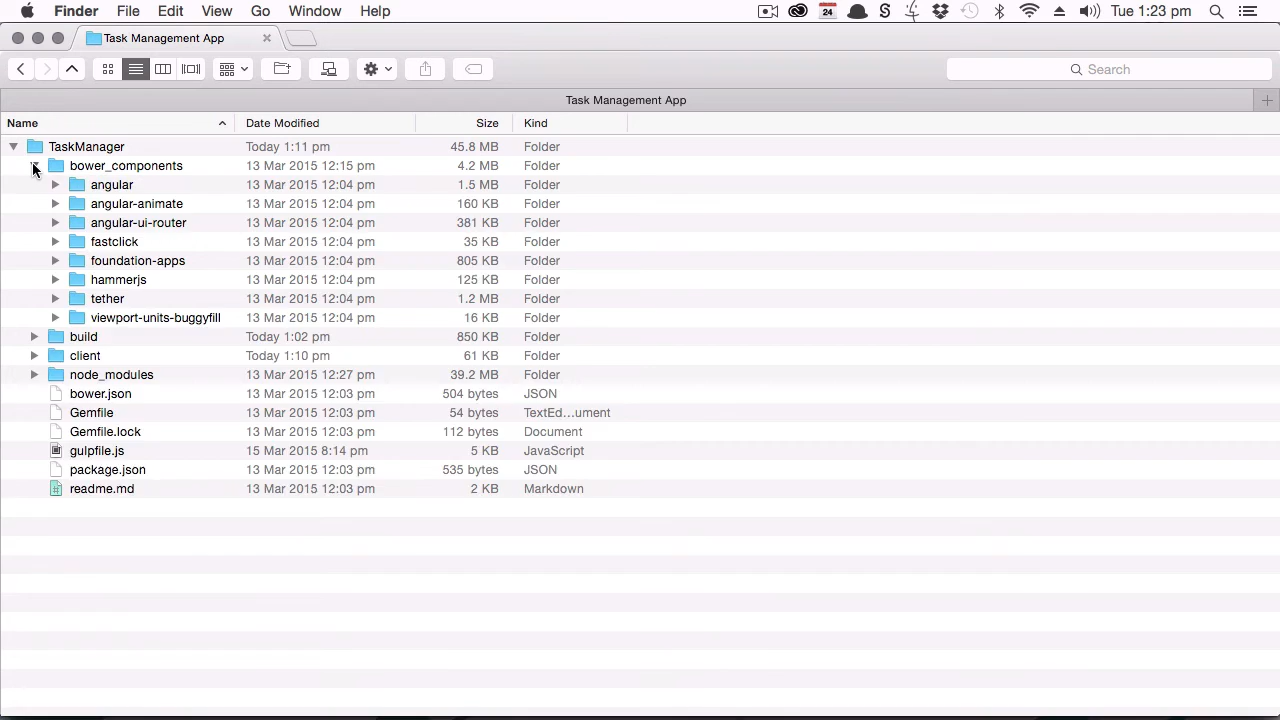 Finder File Edit View Go Window Help 24 Tue 1:23 pm
Task Management App
Search
Task Management App
Name Date Modified Size Kind
TaskManager Today 1:11 pm 45.8 MB Folder
bower_components 13 Mar 2015 12:15 pm 4.2 MB Folder
angular 13 Mar 2015 12:04 pm 1.5 MB Folder
angular-animate 13 Mar 2015 12:04 pm 160 KB Folder
angular-ui-router 13 Mar 2015 12:04 pm 381 KB Folder
fastclick 13 Mar 2015 12:04 pm 35 KB Folder
foundation-apps 13 Mar 2015 12:04 pm 805 KB Folder
hammerjs 13 Mar 2015 12:04 pm 125 KB Folder
tether 13 Mar 2015 12:04 pm 1.2 MB Folder
viewport-units-buggyfill 13 Mar 2015 12:04 pm 16 KB Folder
build Today 1:02 pm 850 KB Folder
client Today 1:10 pm 61 KB Folder
node_modules 13 Mar 2015 12:27 pm 39.2 MB Folder
bower.json 13 Mar 2015 12:03 pm 504 bytes JSON
Gemfile 13 Mar 2015 12:03 pm 54 bytes TextEd...ument
Gemfile.lock 13 Mar 2015 12:03 pm 112 bytes Document
gulpfile.js 15 Mar 2015 8:14 pm 5 KB JavaScript
package.json 13 Mar 2015 12:03 pm 535 bytes JSON
readme.md 13 Mar 2015 12:03 pm 2 KB Markdown